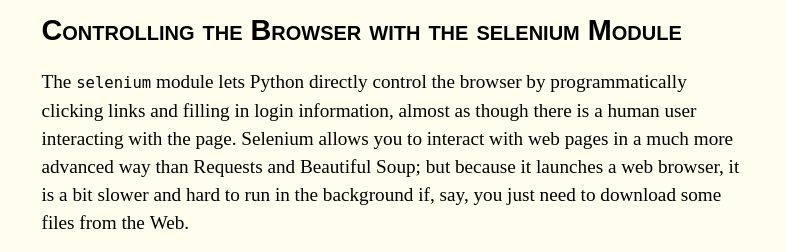 Controlling the Browser with the selenium Module
The selenium module lets Python directly control the browser by programmatically
clicking links and filling in login information, almost as though there is a human user
interacting with the page. Selenium allows you to interact with web pages in a much more
advanced way than Requests and Beautiful Soup; but because it launches a web browser, it
is a bit slower and hard to run in the background if, say, you just need to download some
files from the Web.